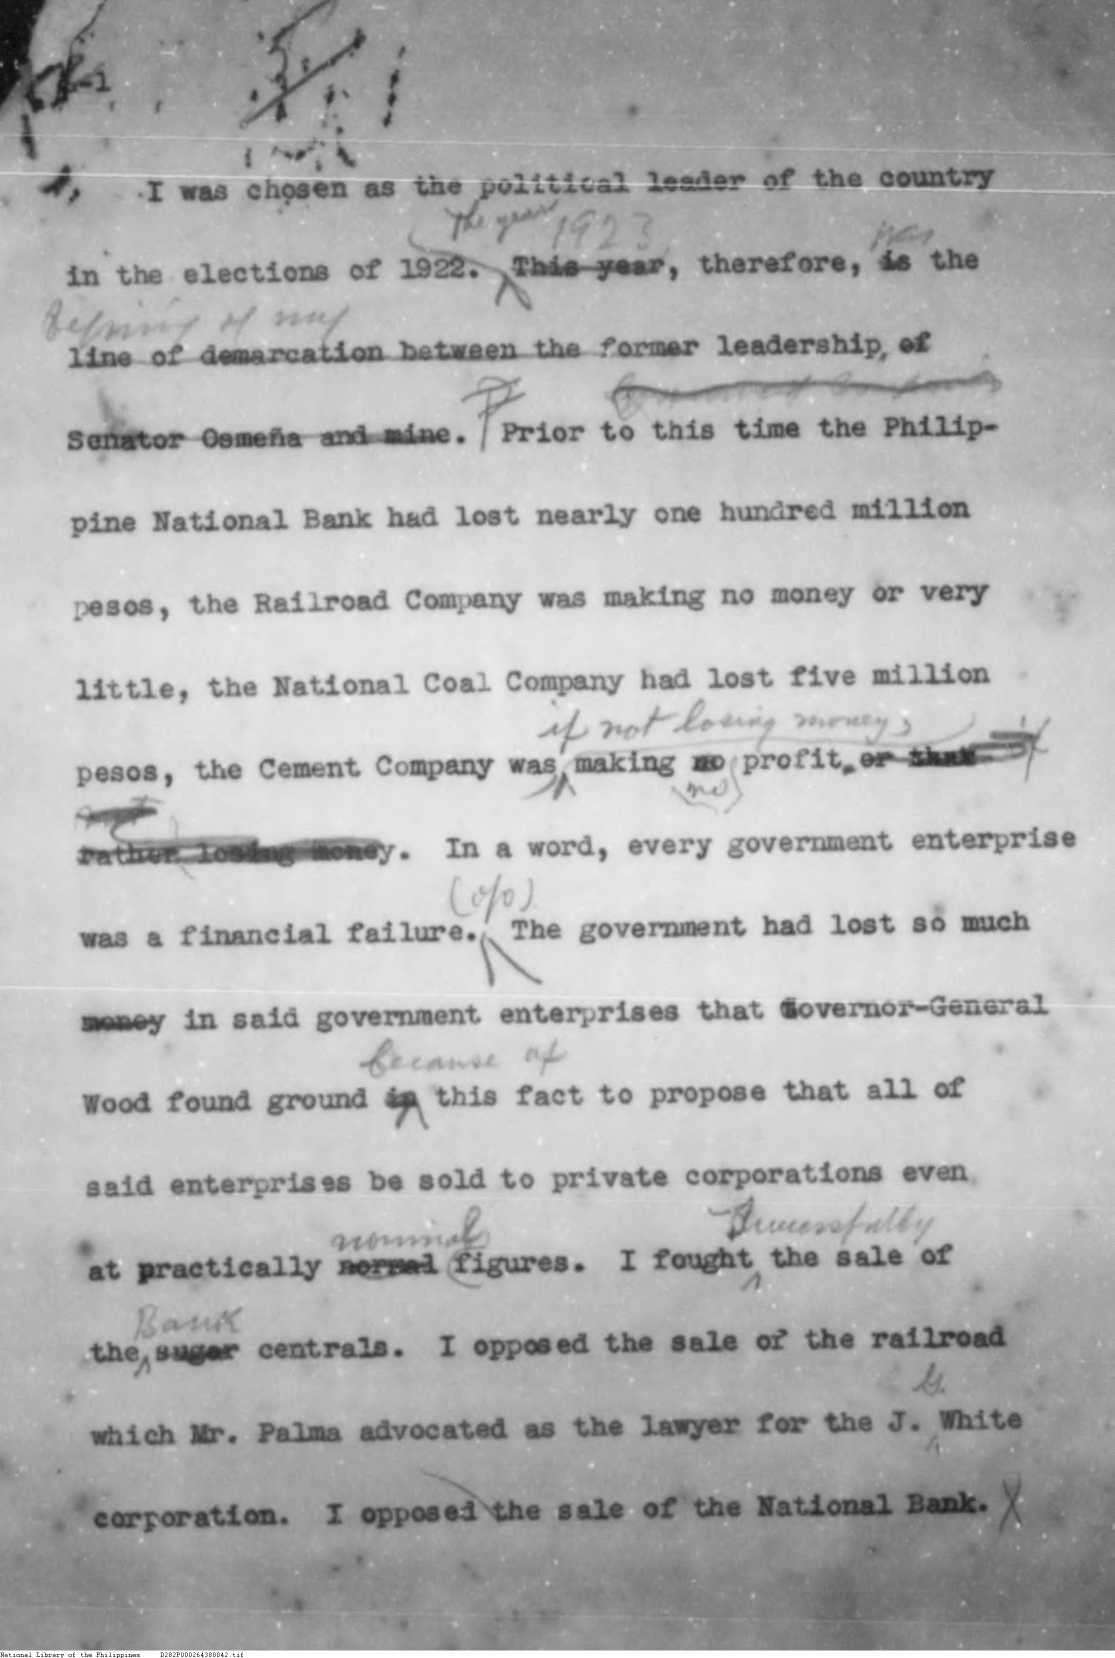 I was chosen as the political leader of the country
The year 1923 was
in the elections of 1922. This year, therefore, is the
beginning of my
line of demarcation between the former leadership, of
Senator Osmeña and mine. Prior to this time the Philip-
pine National Bank had lost nearly one hundred million
pesos, the Railroad Company was making no money or very
little, the National Coal Company had lost five million
if not losing money,
pesos, the Cement Company was making no profit, or that
no
rather losing money. In a word, every government enterprise
(o/o)
was a financial failure. The government had lost so much
money in said government enterprises that Governor-General
because of
Wood found ground in this fact to propose that all of
said enterprises be sold to private corporations even
nominal Successfully
at practically normal figures. I fought the sale of
Bank
the sugar centrals. I opposed the sale of the railroad
G.
which Mr. Palma advocated as the lawyer for the J. White
corporation. I opposed the sale of the National Bank.
National Library of the Philippines D282P000264380042.tif